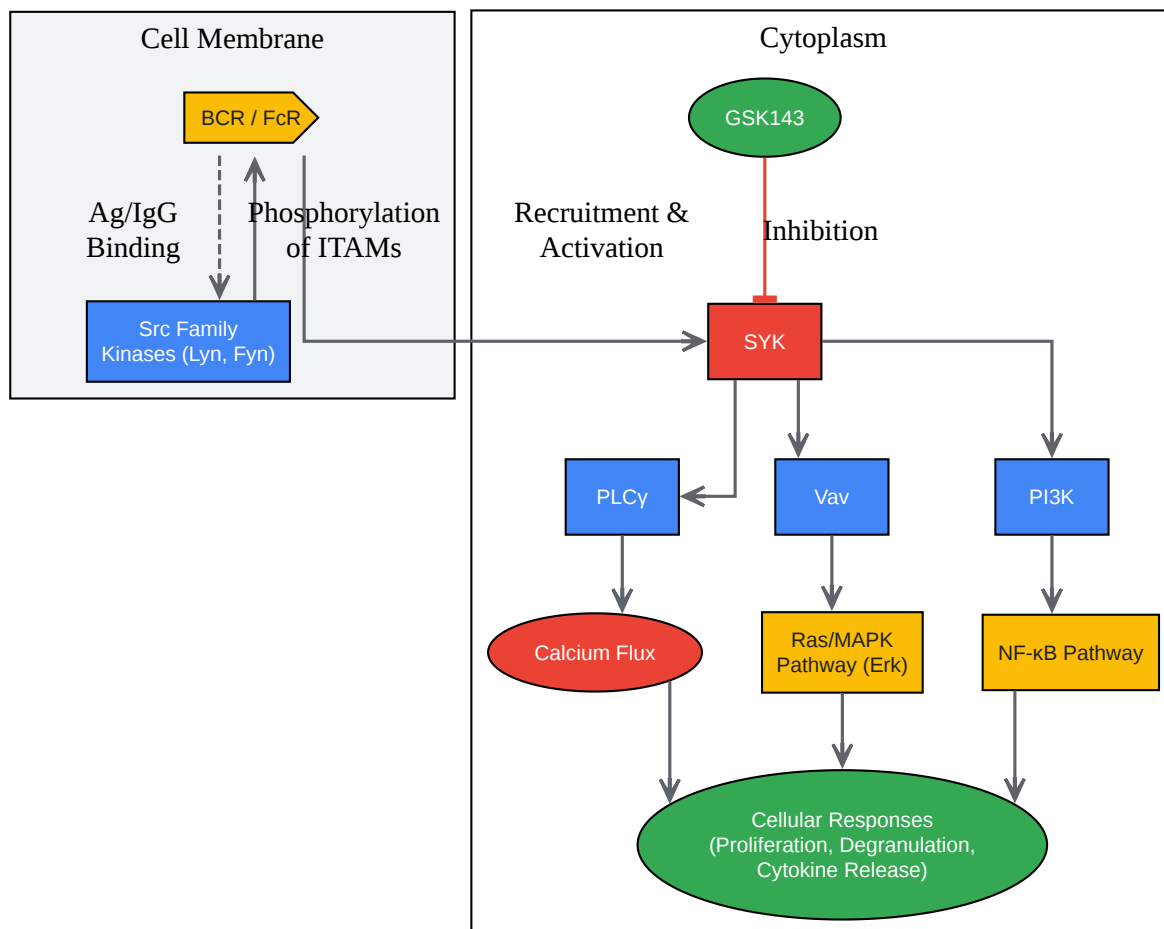 Cell Membrane
BCR / FcR
Ag/IgG
Binding
Phosphorylation
of ITAMs
Src Family
Kinases (Lyn, Fyn)
Cytoplasm
GSK143
Recruitment &
Activation
Inhibition
SYK
PLCγ
Vav
PI3K
Calcium Flux
Ras/MAPK
Pathway (Erk)
NF-κB Pathway
Cellular Responses
(Proliferation, Degranulation,
Cytokine Release)